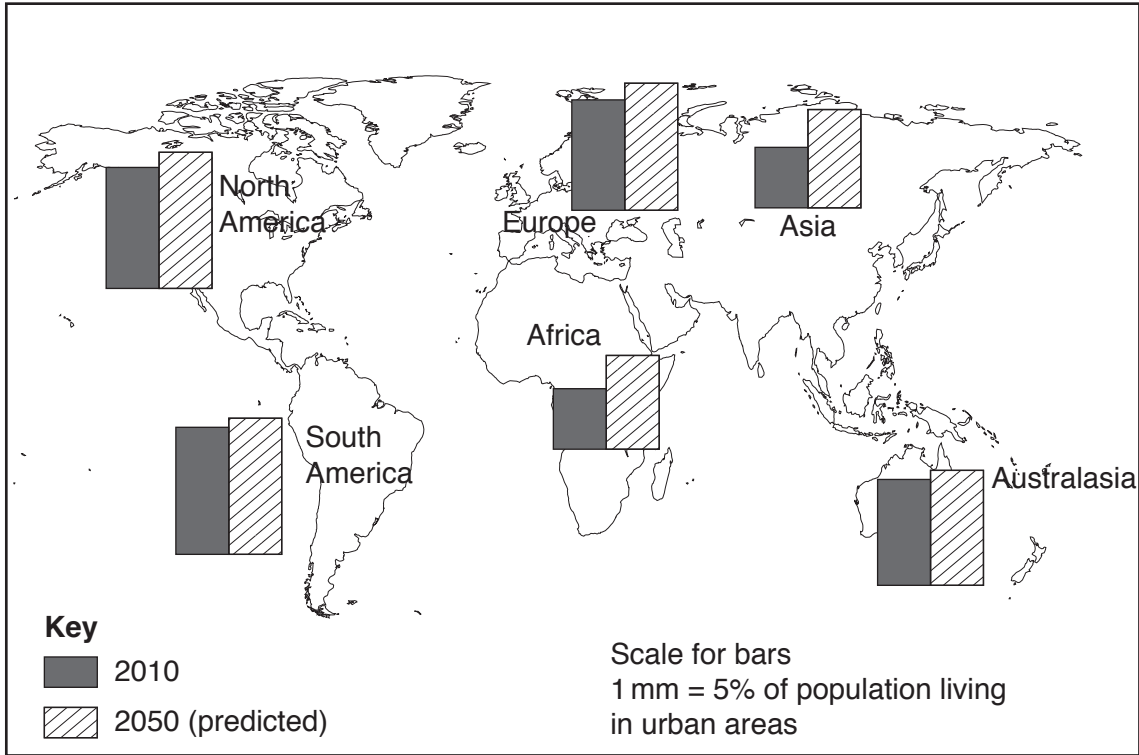 North
America
Europe
Asia
Africa
South
America
Australasia
Key
2010
2050 (predicted)
Scale for bars
1 mm = 5% of population living
in urban areas